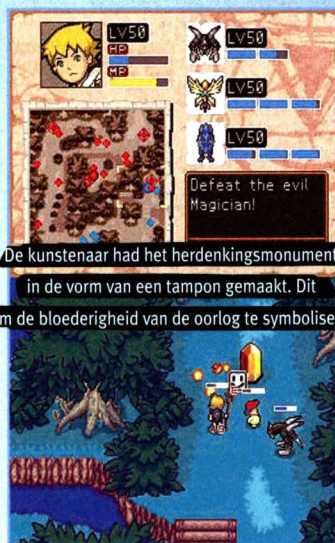 LV50
HP
MP
LV50
LV50
LV50
Defeat the evil
Magician!
De kunstenaar had het herdenkingsmonument
in de vorm van een tampon gemaakt. Dit
m de bloederigheid van de oorlog te symbolise